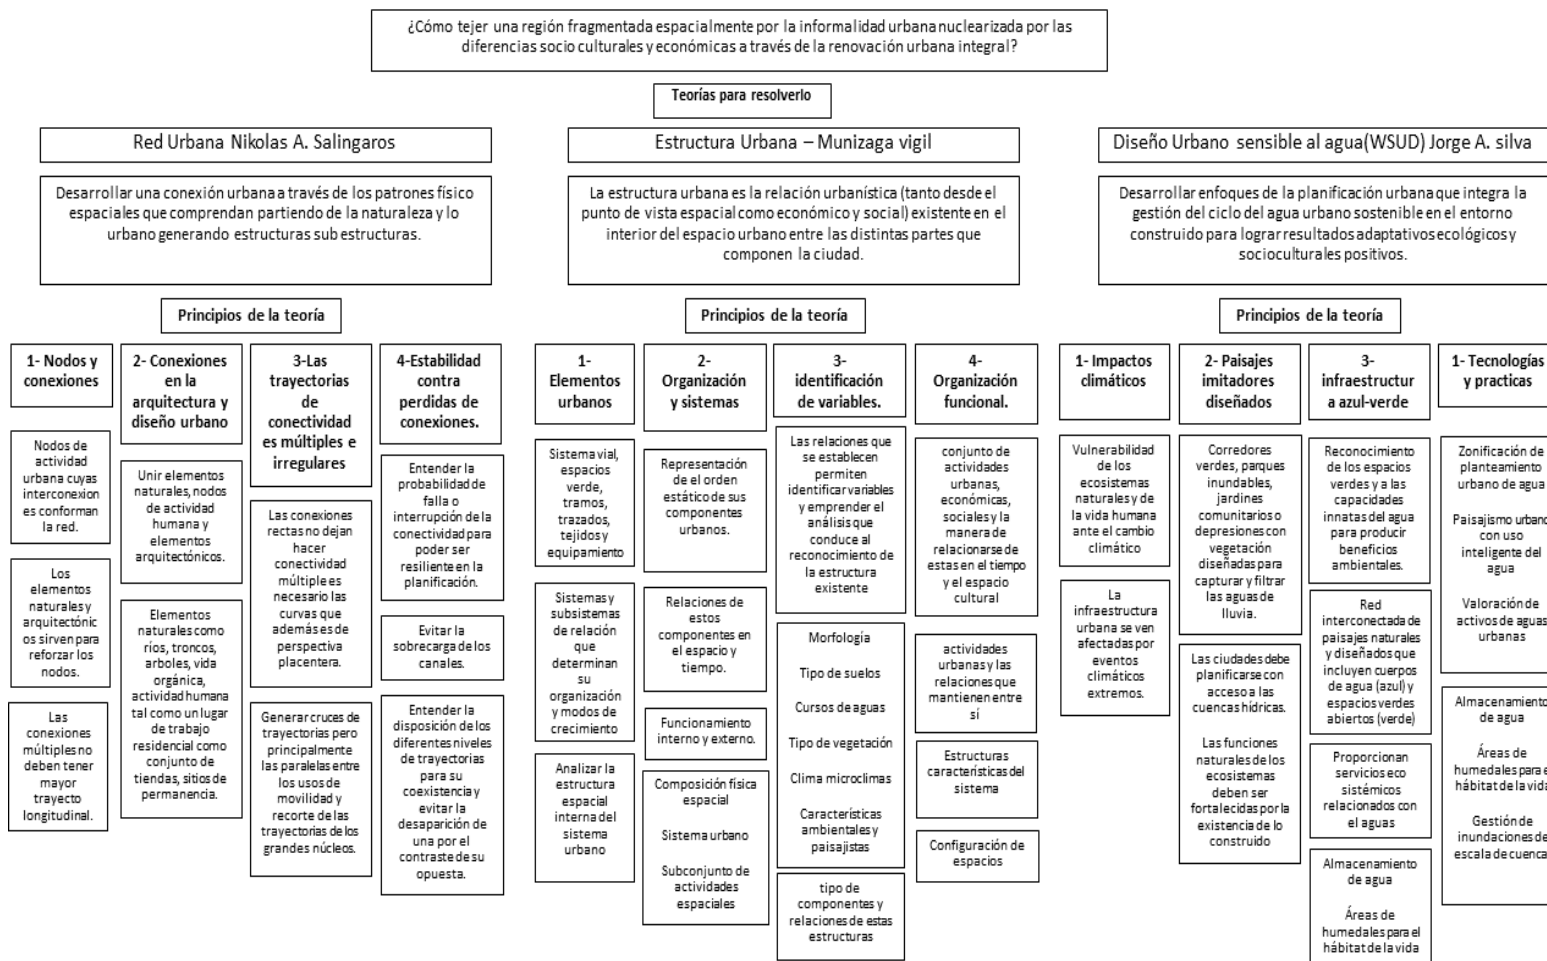 ¿Cómo tejer una región fragmentada espacialmente por la informalidad urbana nuclearizada por las
diferencias socio culturales y económicas a través de la renovación urbana integral?
Teorías para resolverlo
Red Urbana Nikolas A. Salingaros
Desarrollar una conexión urbana a través de los patrones físico
espaciales que comprendan partiendo de la naturaleza y lo
urbano generando estructuras sub estructuras.
Principios de la teoría
1- Nodos y
conexiones
Nodos de
actividad
urbana cuyas
interconexion
es conforman
la red.
Los
elementos
naturales y
arquitectónic
os sirven para
reforzar los
nodos.
Las
conexiones
múltiples no
deben tener
mayor
trayecto
longitudinal.
2- Conexiones
en la
arquitectura y
diseño urbano
Unir elementos
naturales, nodos
de actividad
humana y
elementos
arquitectónicos.
Elementos
naturales como
ríos, troncos,
arboles, vida
orgánica,
actividad humana
tal como un lugar
de trabajo
residencial como
conjunto de
tiendas, sitios de
permanencia.
3-Las
trayectorias
de
conectividad
es múltiples e
irregulares
Las conexiones
rectas no dejan
hacer
conectividad
múltiple es
necesario las
curvas que
además es de
perspectiva
placentera.
Generar cruces de
trayectorias pero
principalmente
las paralelas entre
los usos de
movilidad y
recorte de las
trayectorias de los
grandes núcleos.
4-Estabilidad
contra
perdidas de
conexiones.
Entender la
probabilidad de
falla o
interrupción de la
conectividad para
poder ser
resiliente en la
planificación.
Evitar la
sobrecarga de los
canales.
Entender la
disposición de los
diferentes niveles
de trayectorias
para su
coexistencia y
evitar la
desaparición de
una por el
contraste de su
opuesta.
Estructura Urbana – Munizaga vigil
La estructura urbana es la relación urbanística (tanto desde el
punto de vista espacial como económico y social) existente en el
interior del espacio urbano entre las distintas partes que
componen la ciudad.
Principios de la teoría
1-
Elementos
urbanos
Sistema vial,
espacios
verde,
tramos,
trazados,
tejidos y
equipamiento
Sistemas y
subsistemas
de relación
que
determinan
su
organización
y modos de
crecimiento
Analizar la
estructura
espacial
interna del
sistema
urbano
2-
Organización
y sistemas
Representación
de el orden
estático de sus
componentes
urbanos.
Relaciones de
estos
componentes en
el espacio y
tiempo.
Funcionamiento
interno y externo.
Composición física
espacial
Sistema urbano
Subconjunto de
actividades
espaciales
3-
identificación
de variables.
Las relaciones que
se establecen
permiten
identificar variables
y emprender el
análisis que
conduce al
reconocimiento de
la estructura
existente
Morfología
Tipo de suelos
Cursos de aguas
Tipo de vegetación
Clima microclimas
Características
ambientales y
paisajistas
tipo de
componentes y
relaciones de estas
estructuras
4-
Organización
funcional.
conjunto de
actividades
urbanas,
económicas,
sociales y la
manera de
relacionarse de
estas en el tiempo
y el espacio
cultural
actividades
urbanas y las
relaciones que
mantienen entre
sí
Estructuras
características del
sistema
Configuración de
espacios
Diseño Urbano sensible al agua(WSUD) Jorge A. silva
Desarrollar enfoques de la planificación urbana que integra la
gestión del ciclo del agua urbano sostenible en el entorno
construido para lograr resultados adaptativos ecológicos y
socioculturales positivos.
Principios de la teoría
1- Impactos
climáticos
Vulnerabilidad
de los
ecosistemas
naturales y de
la vida humana
ante el cambio
climático
La
infraestructura
urbana se ven
afectadas por
eventos
climáticos
extremos.
2- Paisajes
imitadores
diseñados
Corredores
verdes, parques
inundables,
jardines
comunitarios o
depresiones con
vegetación
diseñadas para
capturar y filtrar
las aguas de
lluvia.
Las ciudades debe
planificarse con
acceso a las
cuencas hídricas.
Las funciones
naturales de los
ecosistemas
deben ser
fortalecidas por la
existencia de lo
construido
3-
infraestructur
a azul-verde
Reconocimiento
de los espacios
verdes y a las
capacidades
innatas del agua
para producir
beneficios
ambientales.
Red
interconectada de
paisajes naturales
y diseñados que
incluyen cuerpos
de agua (azul) y
espacios verdes
abiertos (verde)
Proporcionan
servicios eco
sistémicos
relacionados con
el aguas
Almacenamiento
de agua
Áreas de
humedales para el
hábitat de la vida
1- Tecnologías
y practicas
Zonificación de
planteamiento
urbano de agua
Paisajismo urbano
con uso
inteligente del
agua
Valoración de
activos de aguas
urbanas
Almacenamiento
de agua
Áreas de
humedales para e
hábitat de la vida
Gestión de
inundaciones de
escala de cuenca